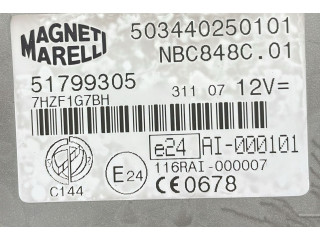 MAGNETI MARELLI
503440250101
NBC848C.01
51799305
7HZF1G7BH
311 07 12V=
e24 AI-000101
116RAI-000007
C144
E24
CE0678